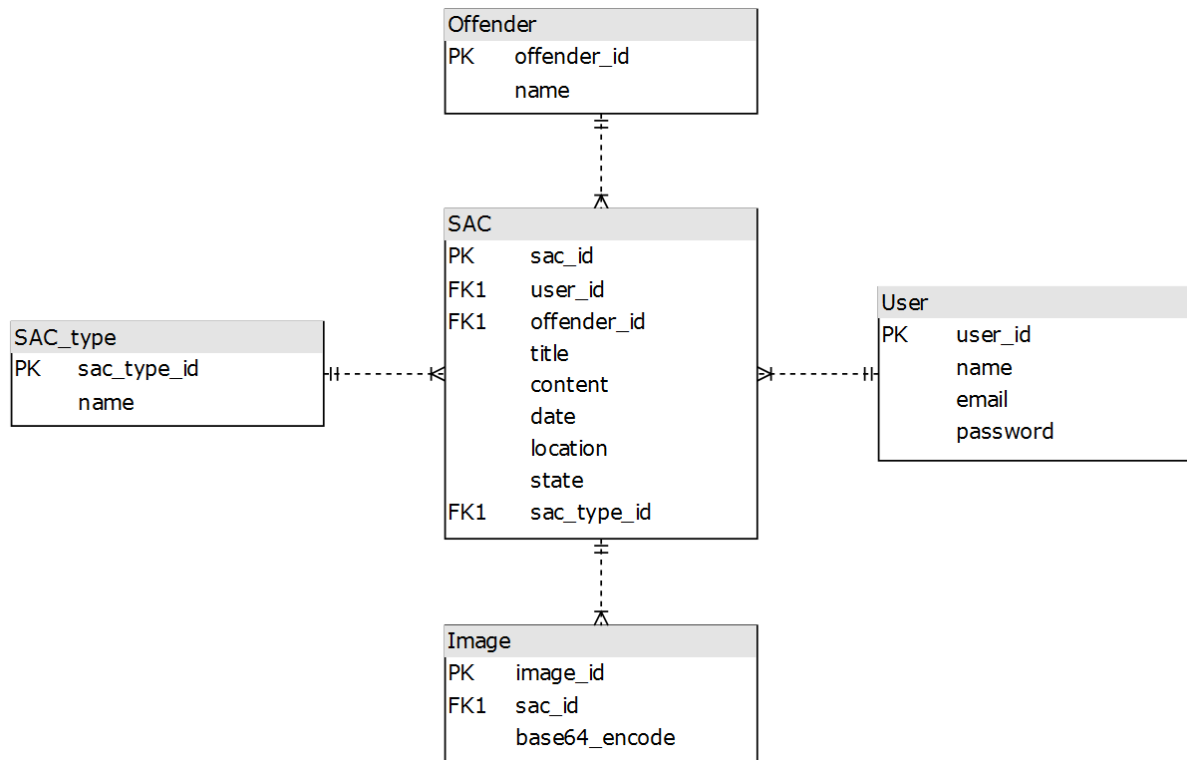 Offender
PK offender_id
name
SAC
PK sac_id
FK1 user_id
FK1 offender_id
title
content
date
location
state
FK1 sac_type_id
SAC_type
PK sac_type_id
name
User
PK user_id
name
email
password
Image
PK image_id
FK1 sac_id
base64_encode